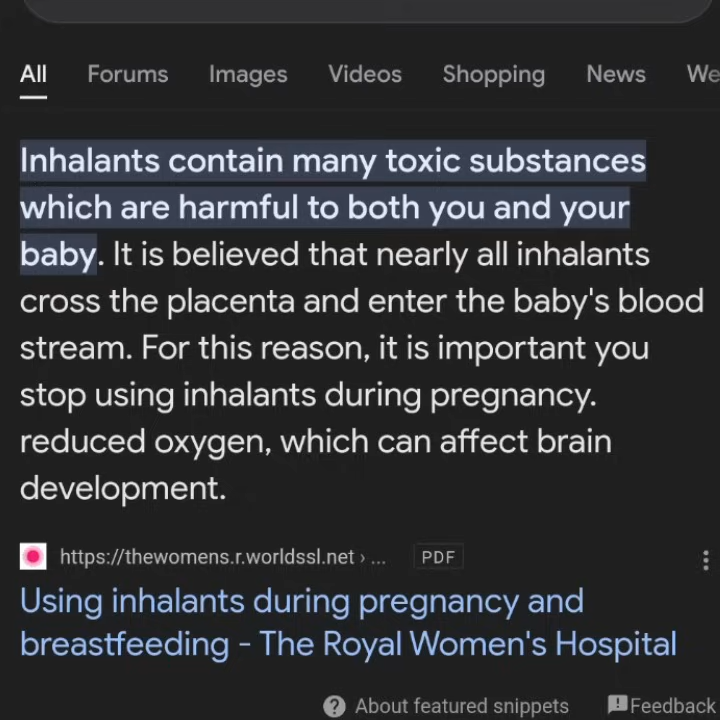 All Forums Images Videos Shopping News We
Inhalants contain many toxic substances
which are harmful to both you and your
baby. It is believed that nearly all inhalants
cross the placenta and enter the baby's blood
stream. For this reason, it is important you
stop using inhalants during pregnancy.
reduced oxygen, which can affect brain
development.
https://thewomens.r.worldssl.net › ... PDF
Using inhalants during pregnancy and
breastfeeding - The Royal Women's Hospital
About featured snippets Feedback